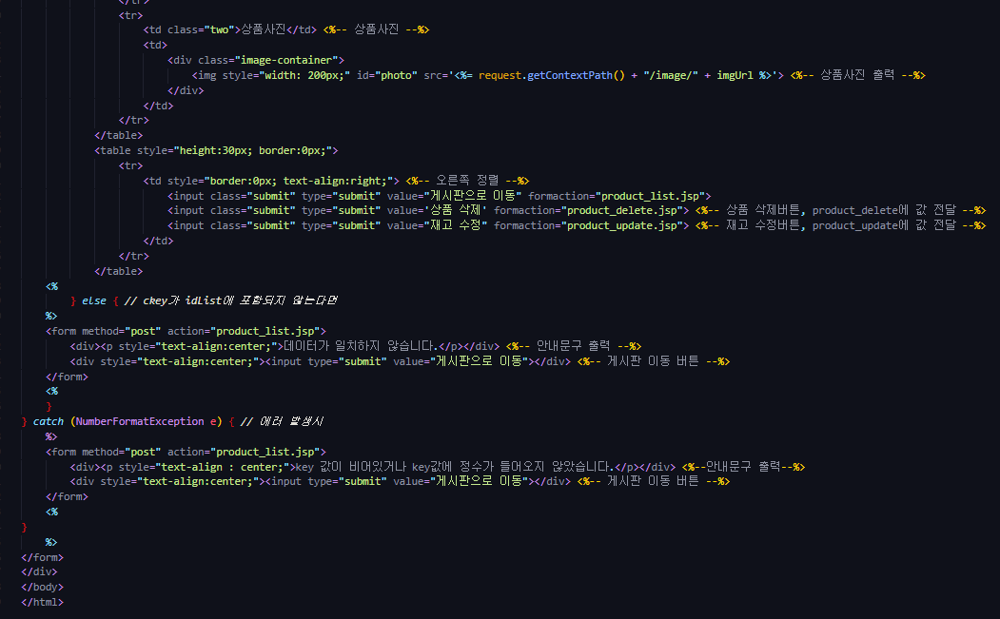 </tr>
<tr>
<td class="two">상품사진</td> <%-- 상품사진 --%>
<td>
<div class="image-container">
<img style="width: 200px;" id="photo" src='<%= request.getContextPath() + "/image/" + imgUrl %>'> <%-- 상품사진 출력 --%>
</div>
</td>
</tr>
</table>
<table style="height:30px; border:0px;">
<tr>
<td style="border:0px; text-align:right;"> <%-- 오른쪽 정렬 --%>
<input class="submit" type="submit" value="게시판으로 이동" formaction="product_list.jsp">
<input class="submit" type="submit" value='상품 삭제' formaction="product_delete.jsp"> <%-- 상품 삭제버튼, product_delete에 값 전달 --%>
<input class="submit" type="submit" value="재고 수정" formaction="product_update.jsp"> <%-- 재고 수정버튼, product_update에 값 전달 --%>
</td>
</tr>
</table>
<%
} else { // ckey가 idList에 포함되지 않는다면
%>
<form method="post" action="product_list.jsp">
<div><p style="text-align:center;">데이터가 일치하지 않습니다.</p></div> <%-- 안내문구 출력 --%>
<div style="text-align:center;"><input type="submit" value="게시판으로 이동"></div> <%-- 게시판 이동 버튼 --%>
</form>
<%
}
} catch (NumberFormatException e) { // 에러 발생시
%>
<form method="post" action="product_list.jsp">
<div><p style="text-align : center;">key 값이 비어있거나 key값에 정수가 들어오지 않았습니다.</p></div> <%--안내문구 출력--%>
<div style="text-align:center;"><input type="submit" value="게시판으로 이동"></div> <%-- 게시판 이동 버튼 --%>
</form>
<%
}
%>
</form>
</div>
</body>
</html>